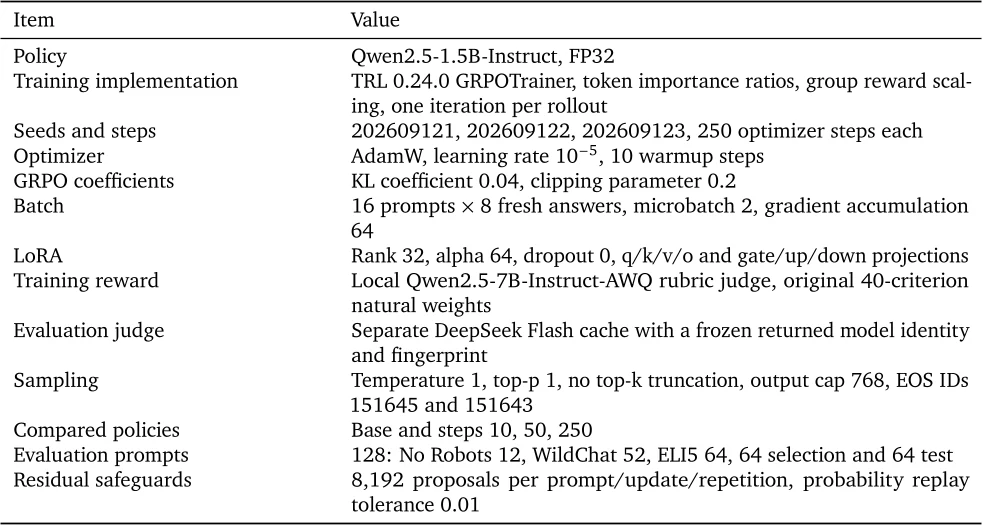 Item Value
Policy Qwen2.5-1.5B-Instruct, FP32
Training implementation TRL 0.24.0 GRPOTrainer, token importance ratios, group reward scal-
ing, one iteration per rollout
Seeds and steps 202609121, 202609122, 202609123, 250 optimizer steps each
Optimizer AdamW, learning rate 10⁻⁵, 10 warmup steps
GRPO coefficients KL coefficient 0.04, clipping parameter 0.2
Batch 16 prompts × 8 fresh answers, microbatch 2, gradient accumulation
64
LoRA Rank 32, alpha 64, dropout 0, q/k/v/o and gate/up/down projections
Training reward Local Qwen2.5-7B-Instruct-AWQ rubric judge, original 40-criterion
natural weights
Evaluation judge Separate DeepSeek Flash cache with a frozen returned model identity
and fingerprint
Sampling Temperature 1, top-p 1, no top-k truncation, output cap 768, EOS IDs
151645 and 151643
Compared policies Base and steps 10, 50, 250
Evaluation prompts 128: No Robots 12, WildChat 52, ELI5 64, 64 selection and 64 test
Residual safeguards 8,192 proposals per prompt/update/repetition, probability replay
tolerance 0.01